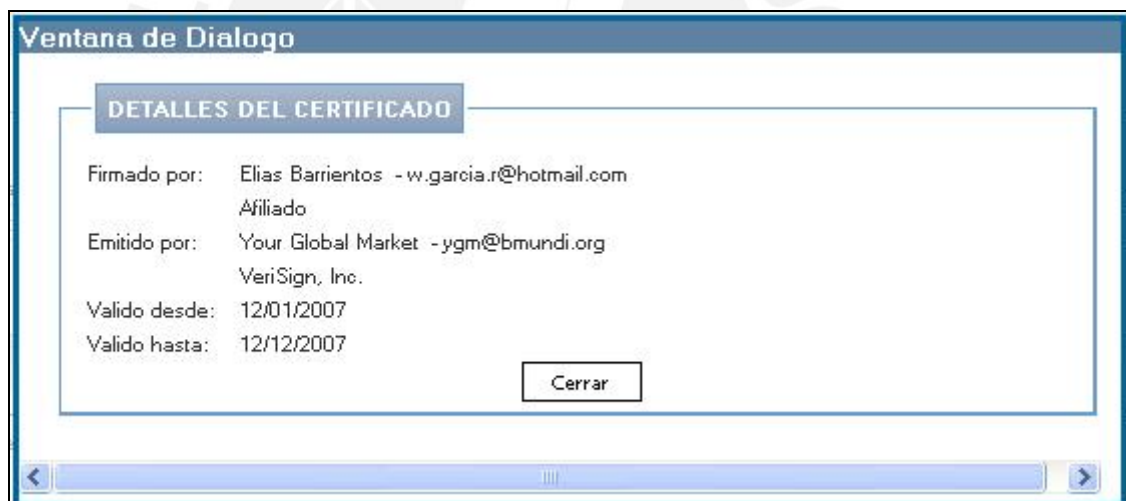 Ventana de Dialogo
DETALLES DEL CERTIFICADO
Firmado por: Elias Barrientos - w.garcia.r@hotmail.com
Afiliado
Emitido por: Your Global Market - ygm@bmundi.org
VeriSign, Inc.
Valido desde: 12/01/2007
Valido hasta: 12/12/2007
Cerrar